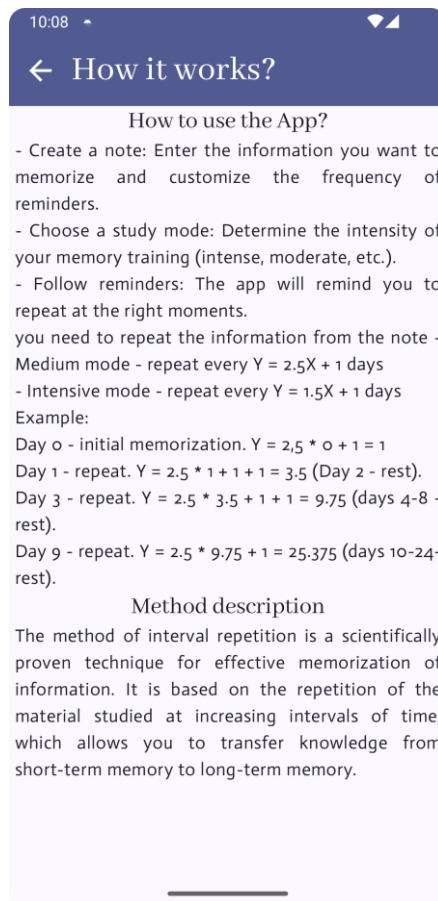 10:08
How it works?
How to use the App?
- Create a note: Enter the information you want to
memorize and customize the frequency of
reminders.
- Choose a study mode: Determine the intensity of
your memory training (intense, moderate, etc.).
- Follow reminders: The app will remind you to
repeat at the right moments.
you need to repeat the information from the note -
Medium mode - repeat every Y = 2.5X + 1 days
- Intensive mode - repeat every Y = 1.5X + 1 days
Example:
Day 0 - initial memorization. Y = 2,5 * 0 + 1 = 1
Day 1 - repeat. Y = 2.5 * 1 + 1 + 1 = 3.5 (Day 2 - rest).
Day 3 - repeat. Y = 2.5 * 3.5 + 1 + 1 = 9.75 (days 4-8 -
rest).
Day 9 - repeat. Y = 2.5 * 9.75 + 1 = 25.375 (days 10-24-
rest).
Method description
The method of interval repetition is a scientifically
proven technique for effective memorization of
information. It is based on the repetition of the
material studied at increasing intervals of time,
which allows you to transfer knowledge from
short-term memory to long-term memory.